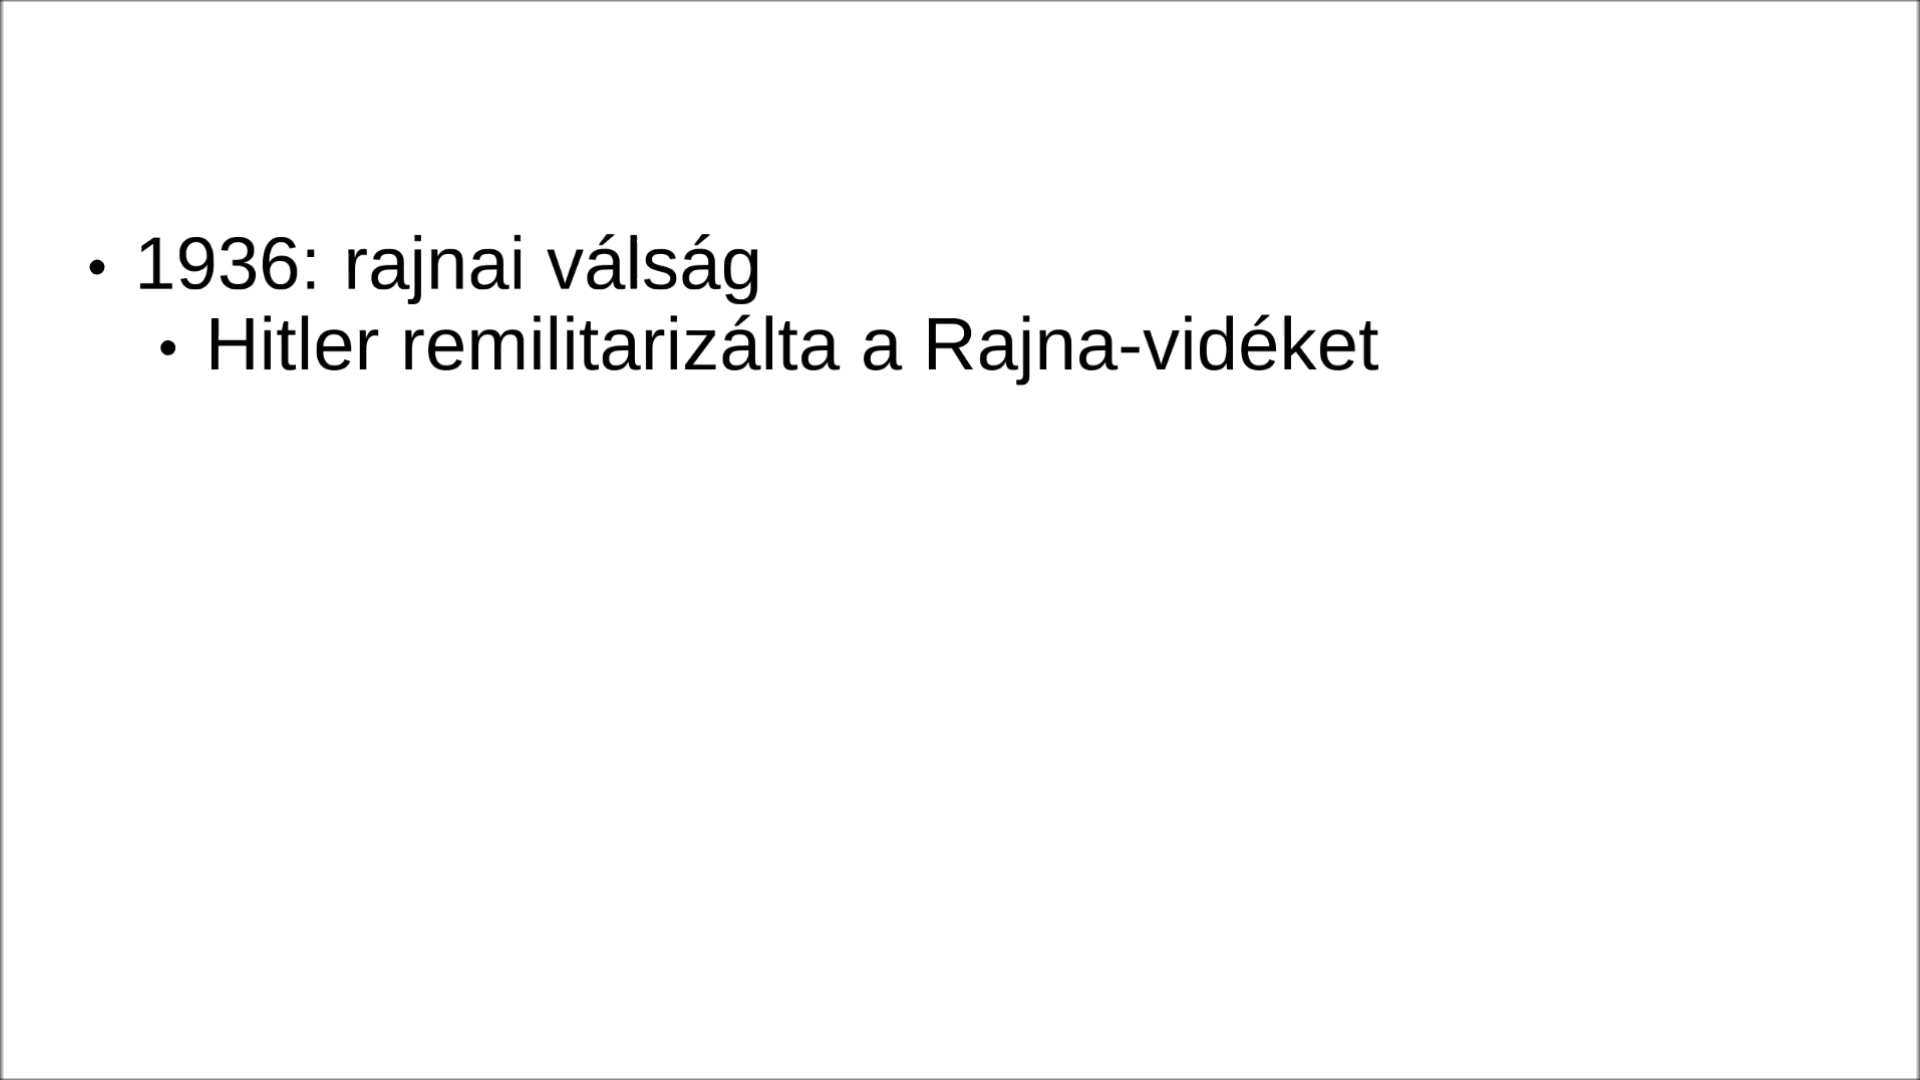 • 1936: rajnai válság
• Hitler remilitarizálta a Rajna-vidéket